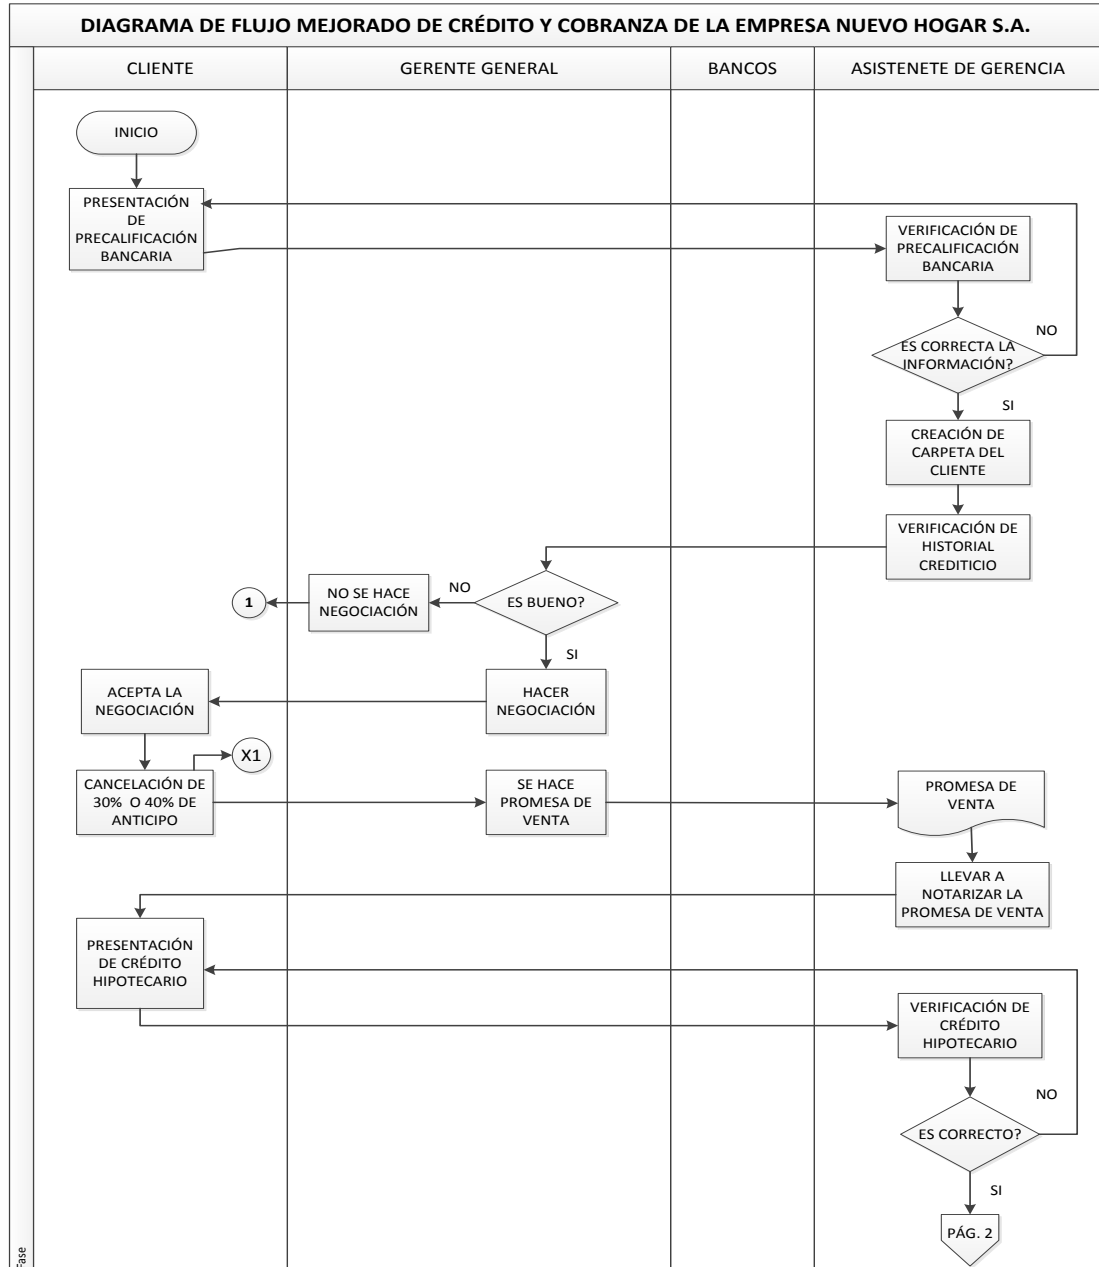 DIAGRAMA DE FLUJO MEJORADO DE CRÉDITO Y COBRANZA DE LA EMPRESA NUEVO HOGAR S.A.
CLIENTE
GERENTE GENERAL
BANCOS
ASISTENETE DE GERENCIA
INICIO
PRESENTACIÓN
DE
PRECALIFICACIÓN
BANCARIA
VERIFICACIÓN DE
PRECALIFICACIÓN
BANCARIA
ES CORRECTA LA
INFORMACIÓN?
NO
SI
CREACIÓN DE
CARPETA DEL
CLIENTE
VERIFICACIÓN DE
HISTORIAL
CREDITICIO
ES BUENO?
NO
NO SE HACE
NEGOCIACIÓN
1
SI
HACER
NEGOCIACIÓN
ACEPTA LA
NEGOCIACIÓN
X1
CANCELACIÓN DE
30% O 40% DE
ANTICIPO
SE HACE
PROMESA DE
VENTA
PROMESA DE
VENTA
LLEVAR A
NOTARIZAR LA
PROMESA DE VENTA
PRESENTACIÓN
DE CRÉDITO
HIPOTECARIO
VERIFICACIÓN DE
CRÉDITO
HIPOTECARIO
NO
ES CORRECTO?
SI
PÁG. 2
Fase